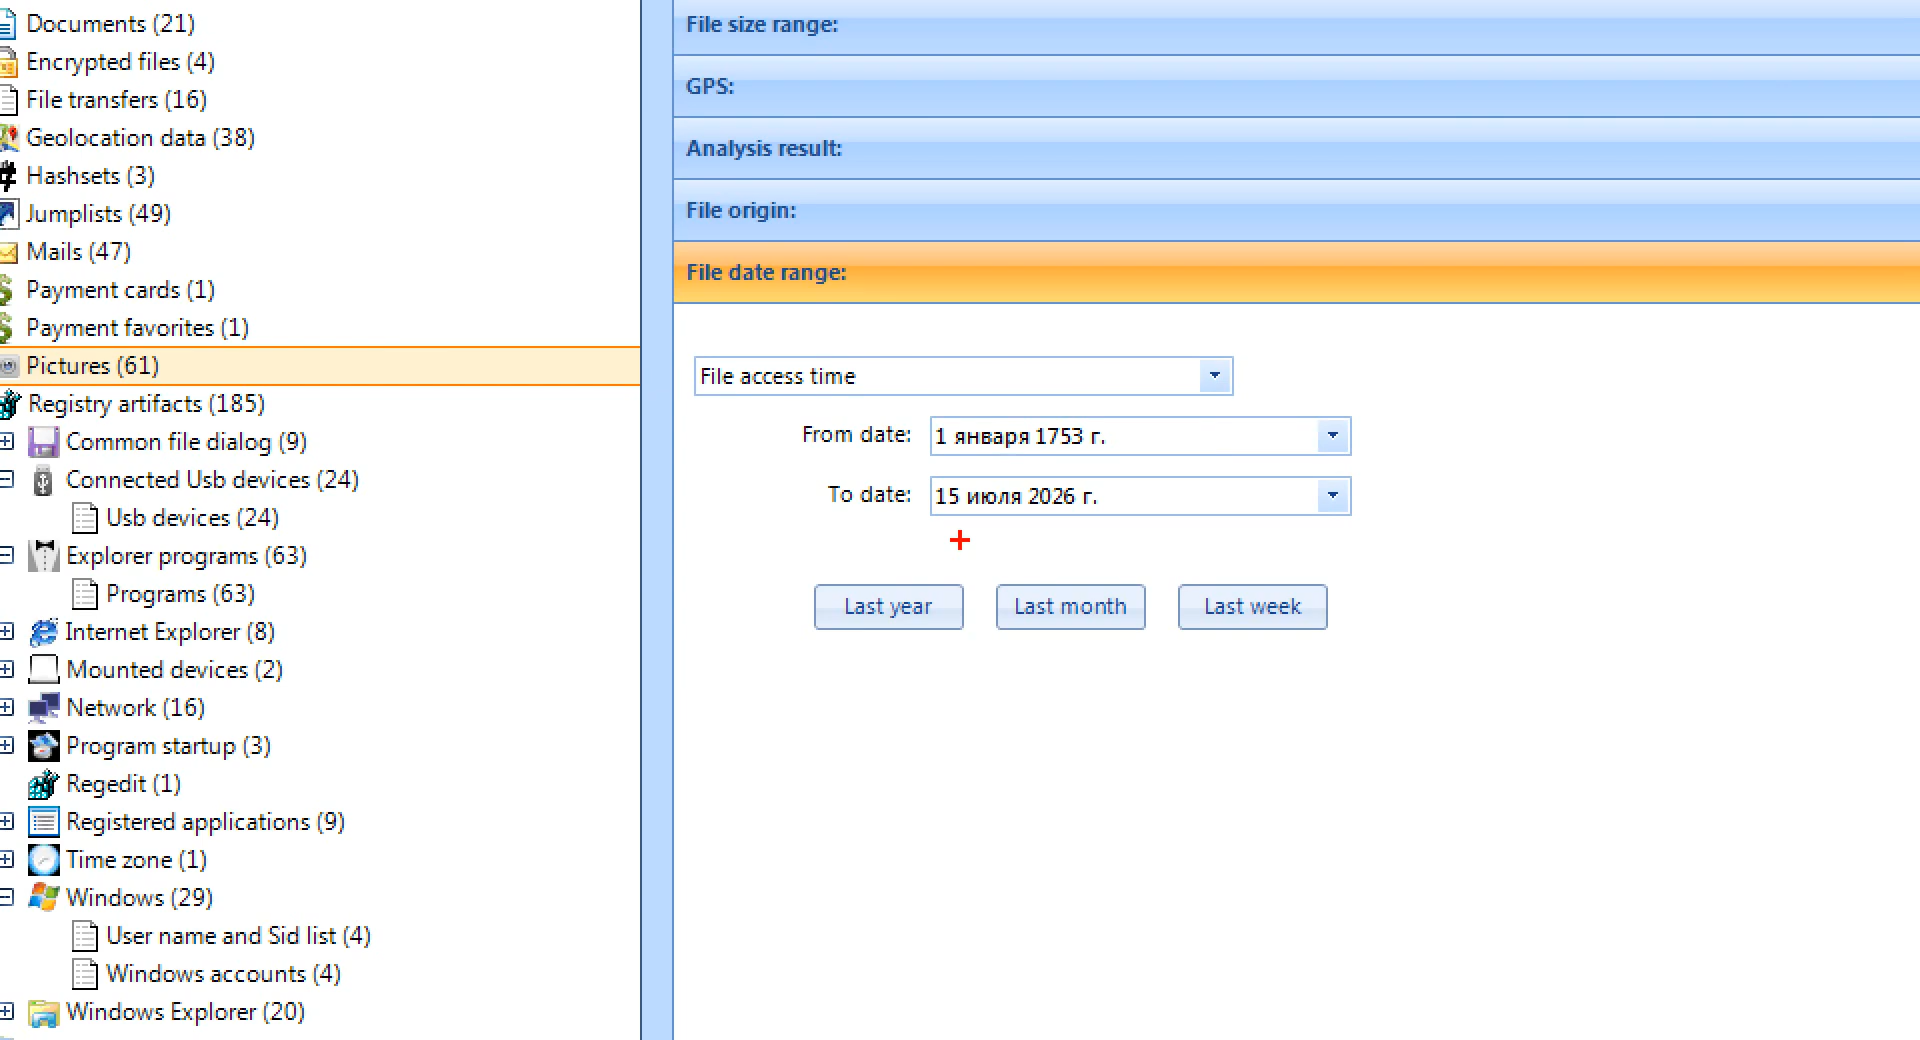 Documents (21)
Encrypted files (4)
File transfers (16)
Geolocation data (38)
Hashsets (3)
Jumplists (49)
Mails (47)
Payment cards (1)
Payment favorites (1)
Pictures (61)
Registry artifacts (185)
Common file dialog (9)
Connected Usb devices (24)
Usb devices (24)
Explorer programs (63)
Programs (63)
Internet Explorer (8)
Mounted devices (2)
Network (16)
Program startup (3)
Regedit (1)
Registered applications (9)
Time zone (1)
Windows (29)
User name and Sid list (4)
Windows accounts (4)
Windows Explorer (20)
File size range:
GPS:
Analysis result:
File origin:
File date range:
File access time
From date: 1 января 1753 г.
To date: 15 июля 2026 г.
Last year Last month Last week